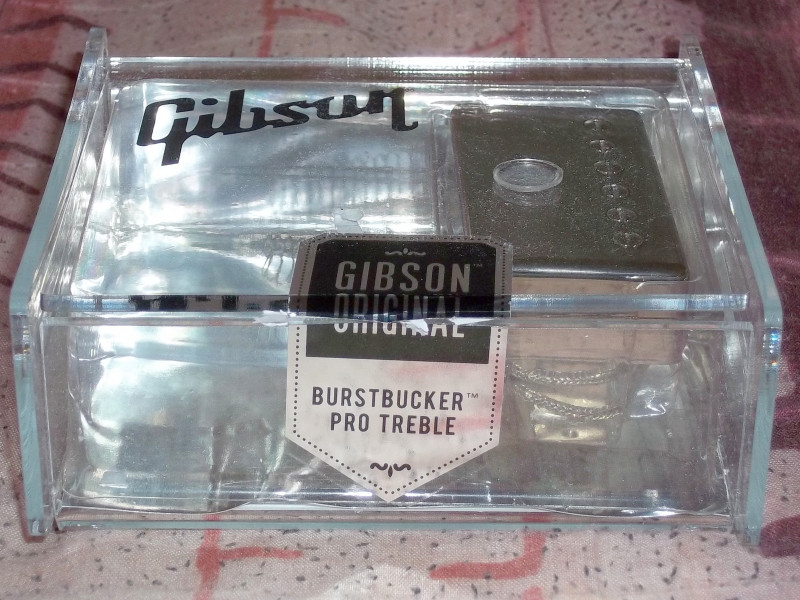 Gibson
GIBSON™
ORIGINAL
BURSTBUCKER™
PRO TREBLE